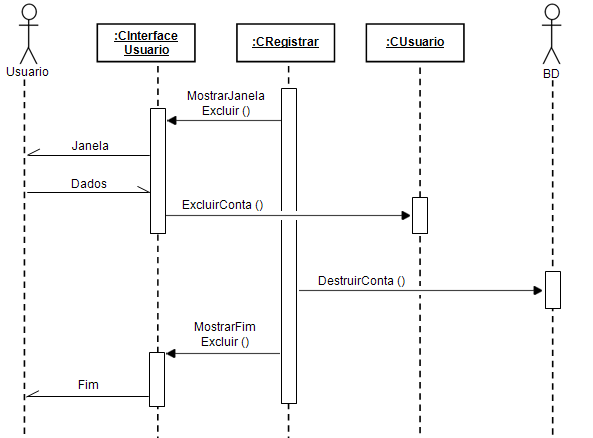 :CInterface
Usuario
:CRegistrar
:CUsuario
Usuario
BD
MostrarJanela
Excluir ()
Janela
Dados
ExcluirConta ()
DestruirConta ()
MostrarFim
Excluir ()
Fim